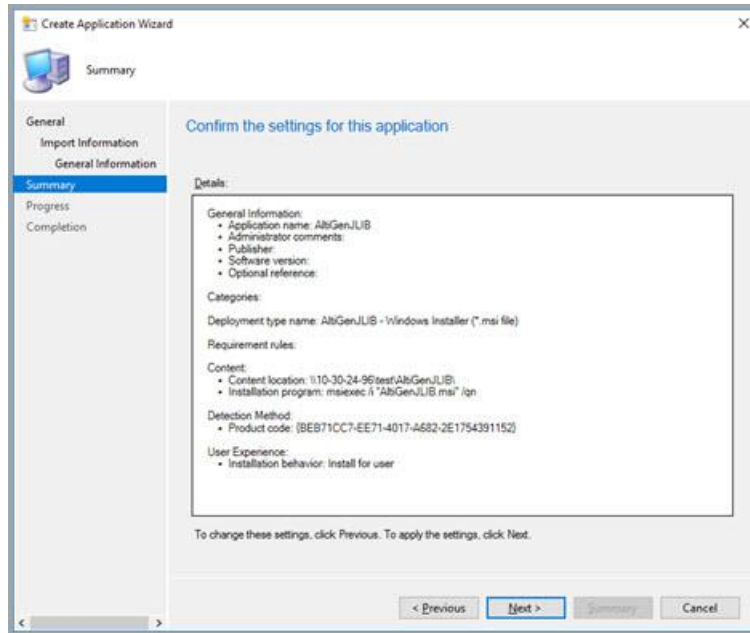 Create Application Wizard
Summary
General
Import Information
General Information
Summary
Progress
Completion
Confirm the settings for this application
Details:
General Information:
• Application name: AltiGenJLIB
• Administrator comments:
• Publisher:
• Software version:
• Optional reference:
Categories:
Deployment type name: AltiGenJLIB - Windows Installer (*.msi file)
Requirement rules:
Content:
• Content location: \\10-30-24-96\test\AltiGenJLIB\
• Installation program: msiexec /i "AltiGenJLIB.msi" /qn
Detection Method:
• Product code: {BEB71CC7-EE71-4017-A682-2E1754391152}
User Experience:
• Installation behavior: Install for user
To change these settings, click Previous. To apply the settings, click Next.
< Previous
Next >
Summary
Cancel